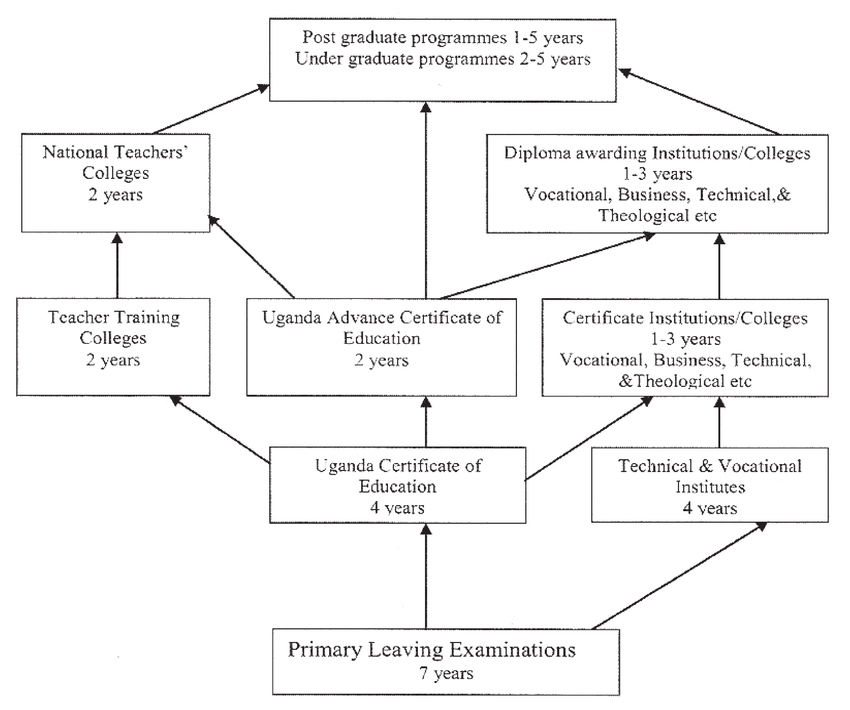 Post graduate programmes 1-5 years
Under graduate programmes 2-5 years
National Teachers'
Colleges
2 years
Diploma awarding Institutions/Colleges
1-3 years
Vocational, Business, Technical,&
Theological etc
Teacher Training
Colleges
2 years
Uganda Advance Certificate of
Education
2 years
Certificate Institutions/Colleges
1-3 years
Vocational, Business, Technical,
&Theological etc
Uganda Certificate of
Education
4 years
Technical & Vocational
Institutes
4 years
Primary Leaving Examinations
7 years